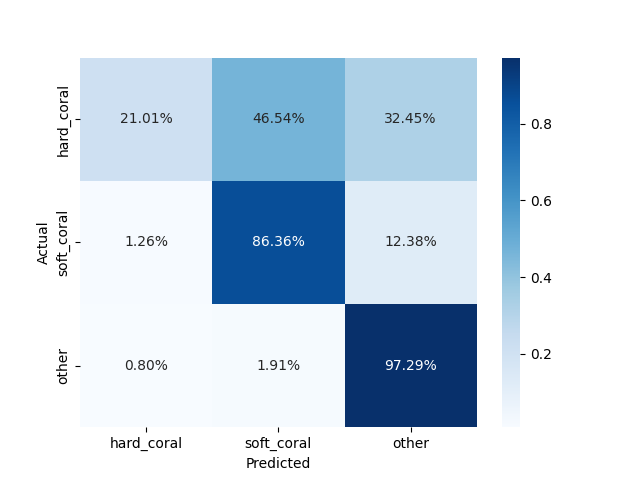 hard_coral 21.01% 46.54% 32.45%
Actual
soft_coral 1.26% 86.36% 12.38%
other 0.80% 1.91% 97.29%
hard_coral soft_coral other
Predicted
0.8
0.6
0.4
0.2